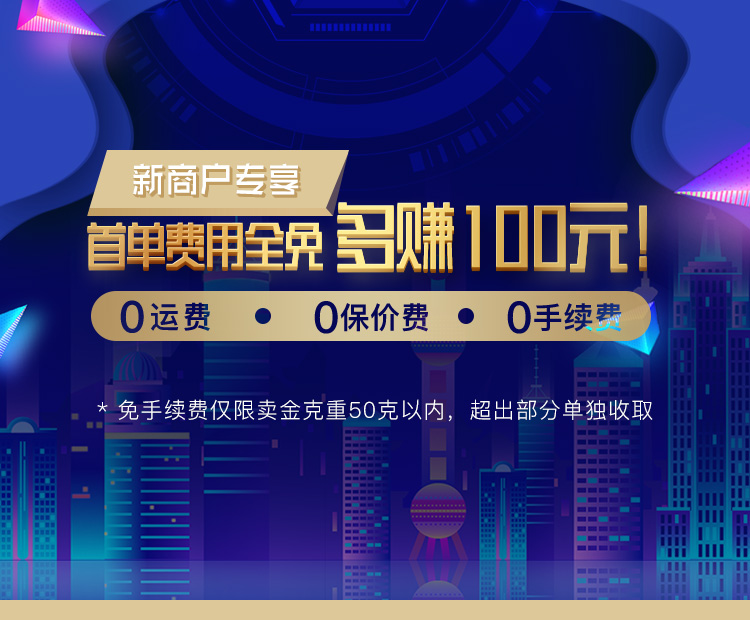 新商户专享
首单费用全免 多赚100元!
0运费 • 0保价费 • 0手续费
* 免手续费仅限卖金克重50克以内，超出部分单独收取